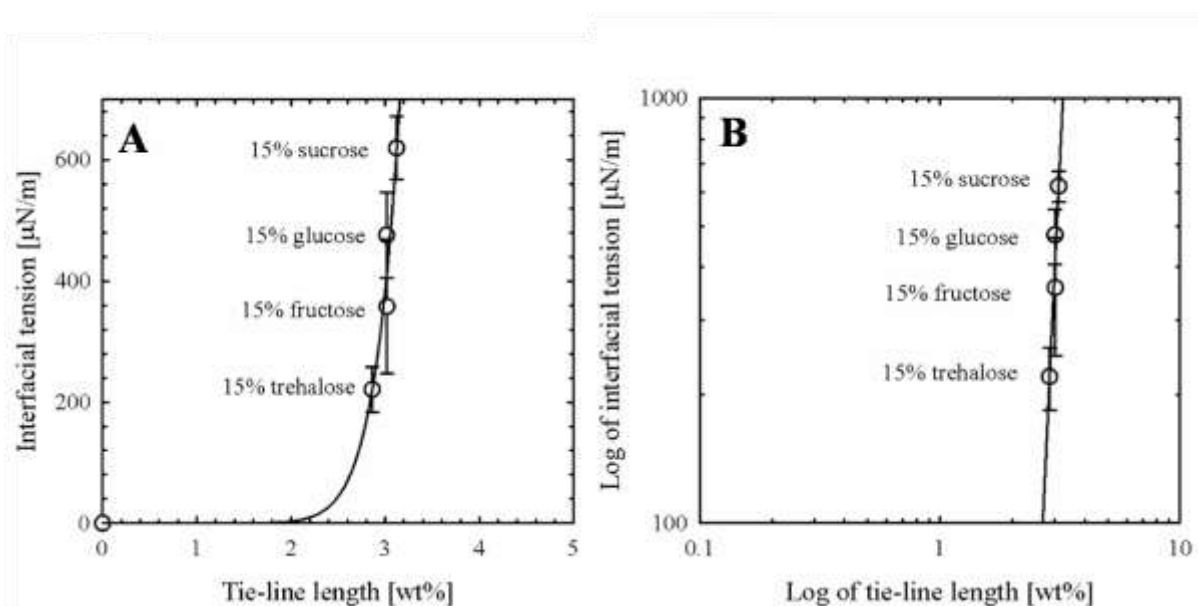 A
15% sucrose
15% glucose
15% fructose
15% trehalose
Interfacial tension [µN/m]
600
400
200
0
0 1 2 3 4 5
Tie-line length [wt%]
B
15% sucrose
15% glucose
15% fructose
15% trehalose
Log of interfacial tension [µN/m]
1000
100
0.1 1 10
Log of tie-line length [wt%]